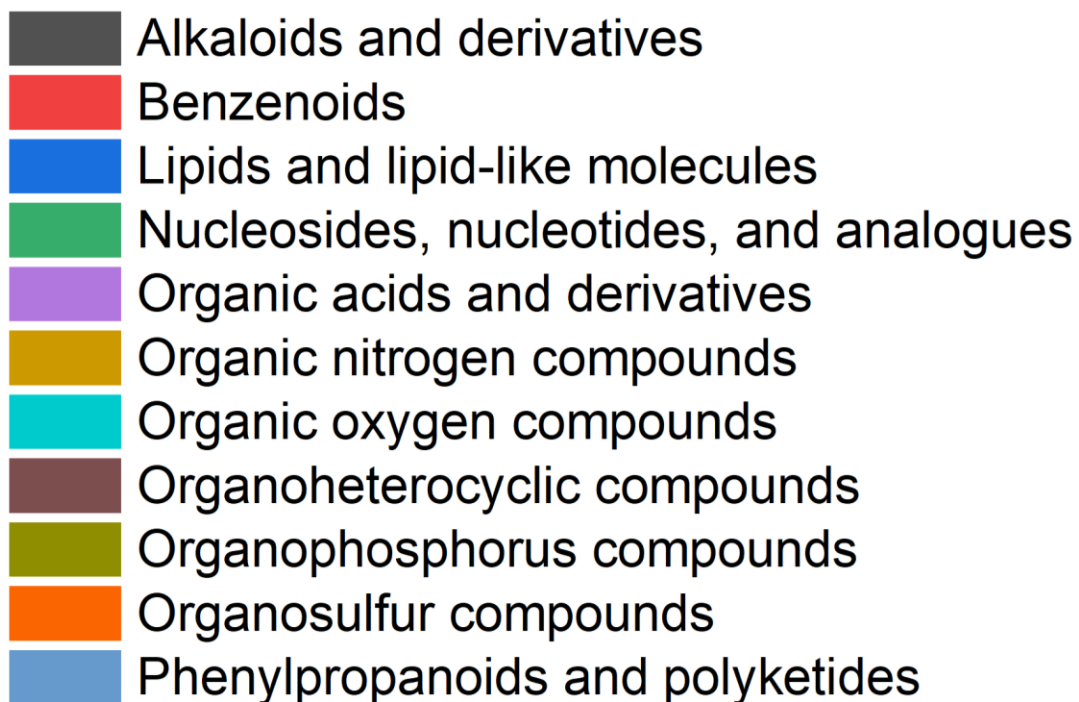 Alkaloids and derivatives
Benzenoids
Lipids and lipid-like molecules
Nucleosides, nucleotides, and analogues
Organic acids and derivatives
Organic nitrogen compounds
Organic oxygen compounds
Organoheterocyclic compounds
Organophosphorus compounds
Organosulfur compounds
Phenylpropanoids and polyketides